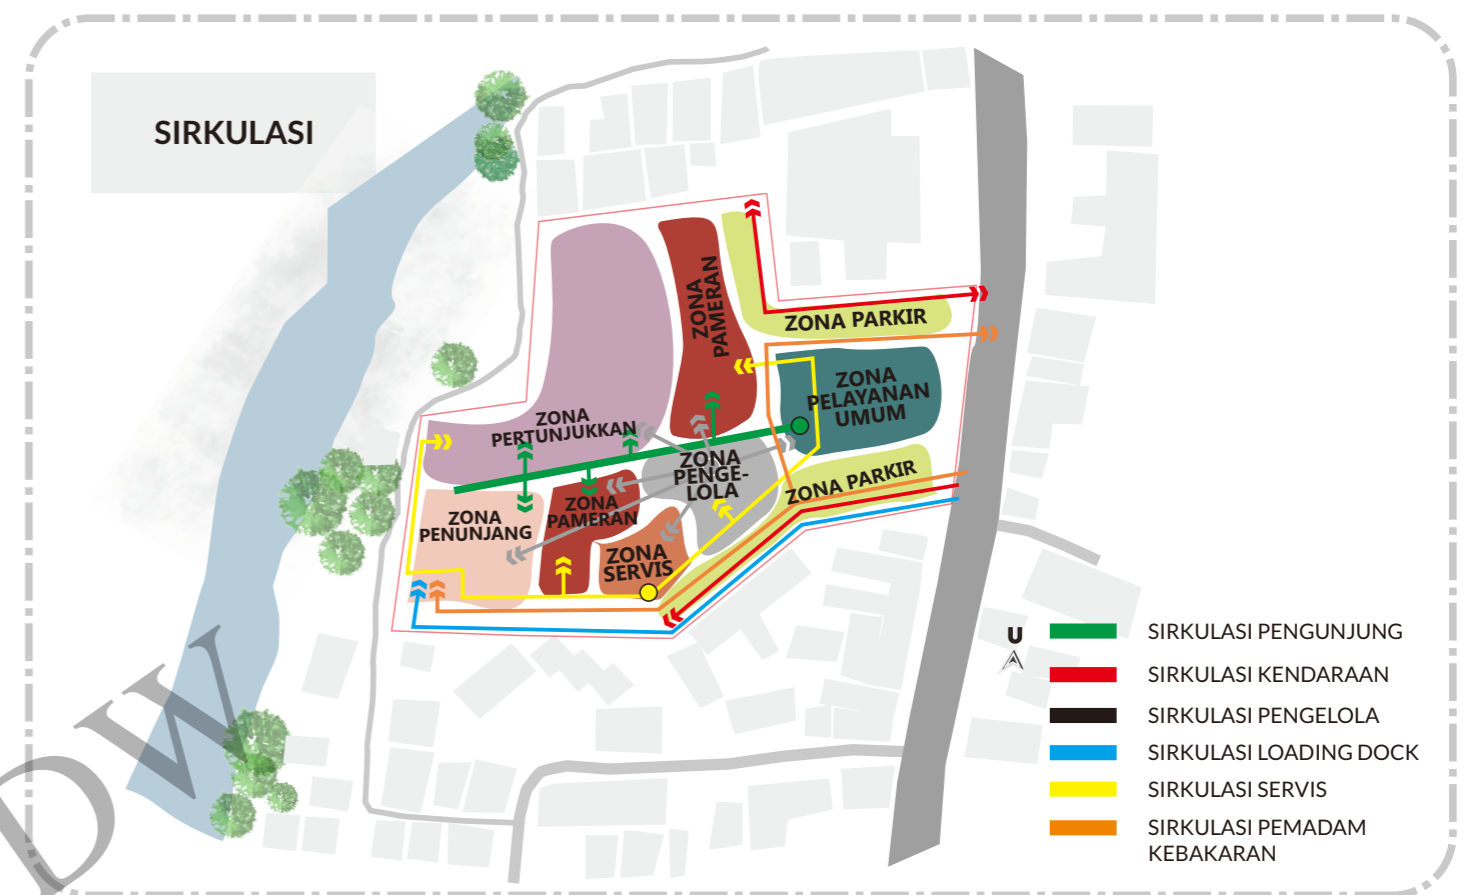 SIRKULASI
ZONA
PAMERAN
ZONA PARKIR
ZONA
PELAYANAN
UMUM
ZONA
PERTUNJUKKAN
ZONA
PENGE-
LOLA
ZONA PARKIR
ZONA
PENUNJANG
ZONA
PAMERAN
ZONA
SERVIS
U
SIRKULASI PENGUNJUNG
SIRKULASI KENDARAAN
SIRKULASI PENGELOLA
SIRKULASI LOADING DOCK
SIRKULASI SERVIS
SIRKULASI PEMADAM
KEBAKARAN
DW